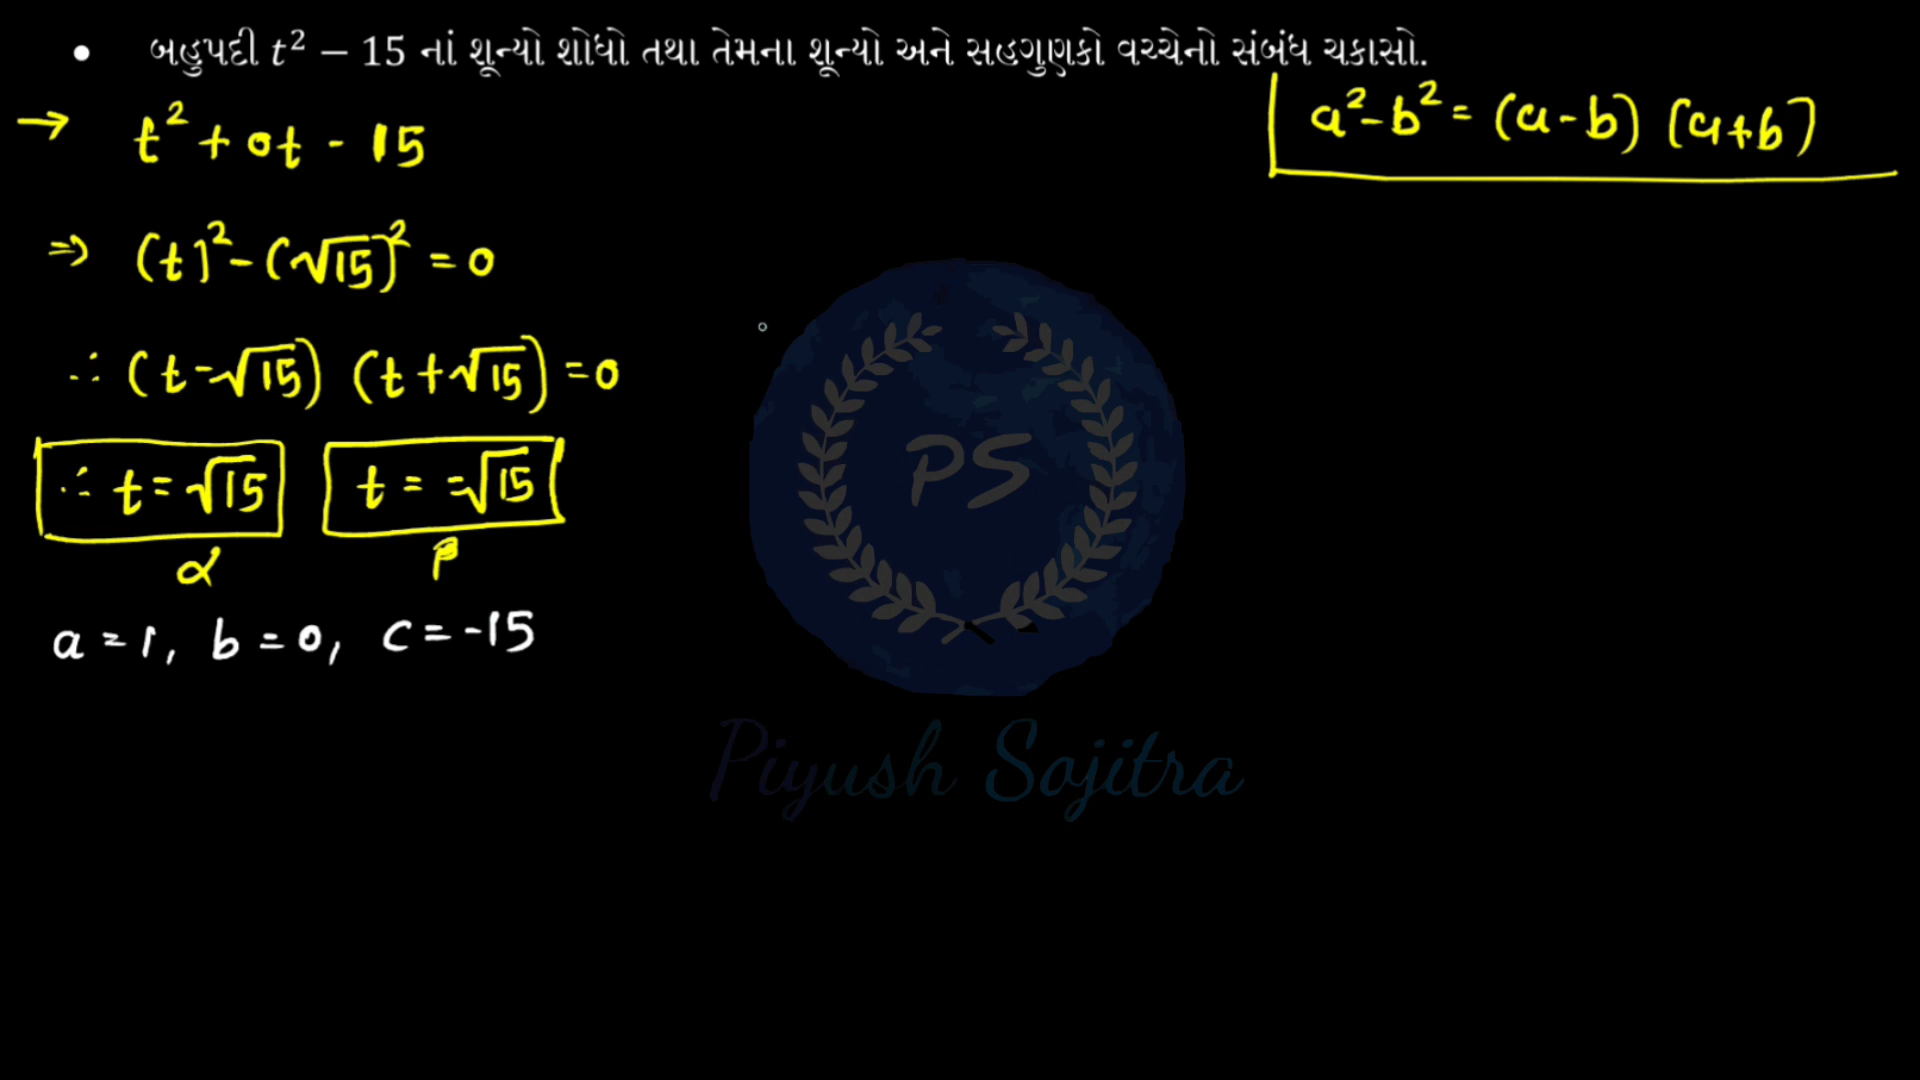 • બહુપદી t² − 15 નાં શૂન્યો શોધો તથા તેમના શૂન્યો અને સહગુણકો વચ્ચેનો સંબંધ ચકાસો.
a² - b² = (a - b) (a + b)
→ t² + 0t - 15
⇒ (t)² - (√15)² = 0
∴ (t - √15) (t + √15) = 0
∴ t = √15 t = -√15
α β
a = 1, b = 0, c = -15
PS
Piyush Sojitra